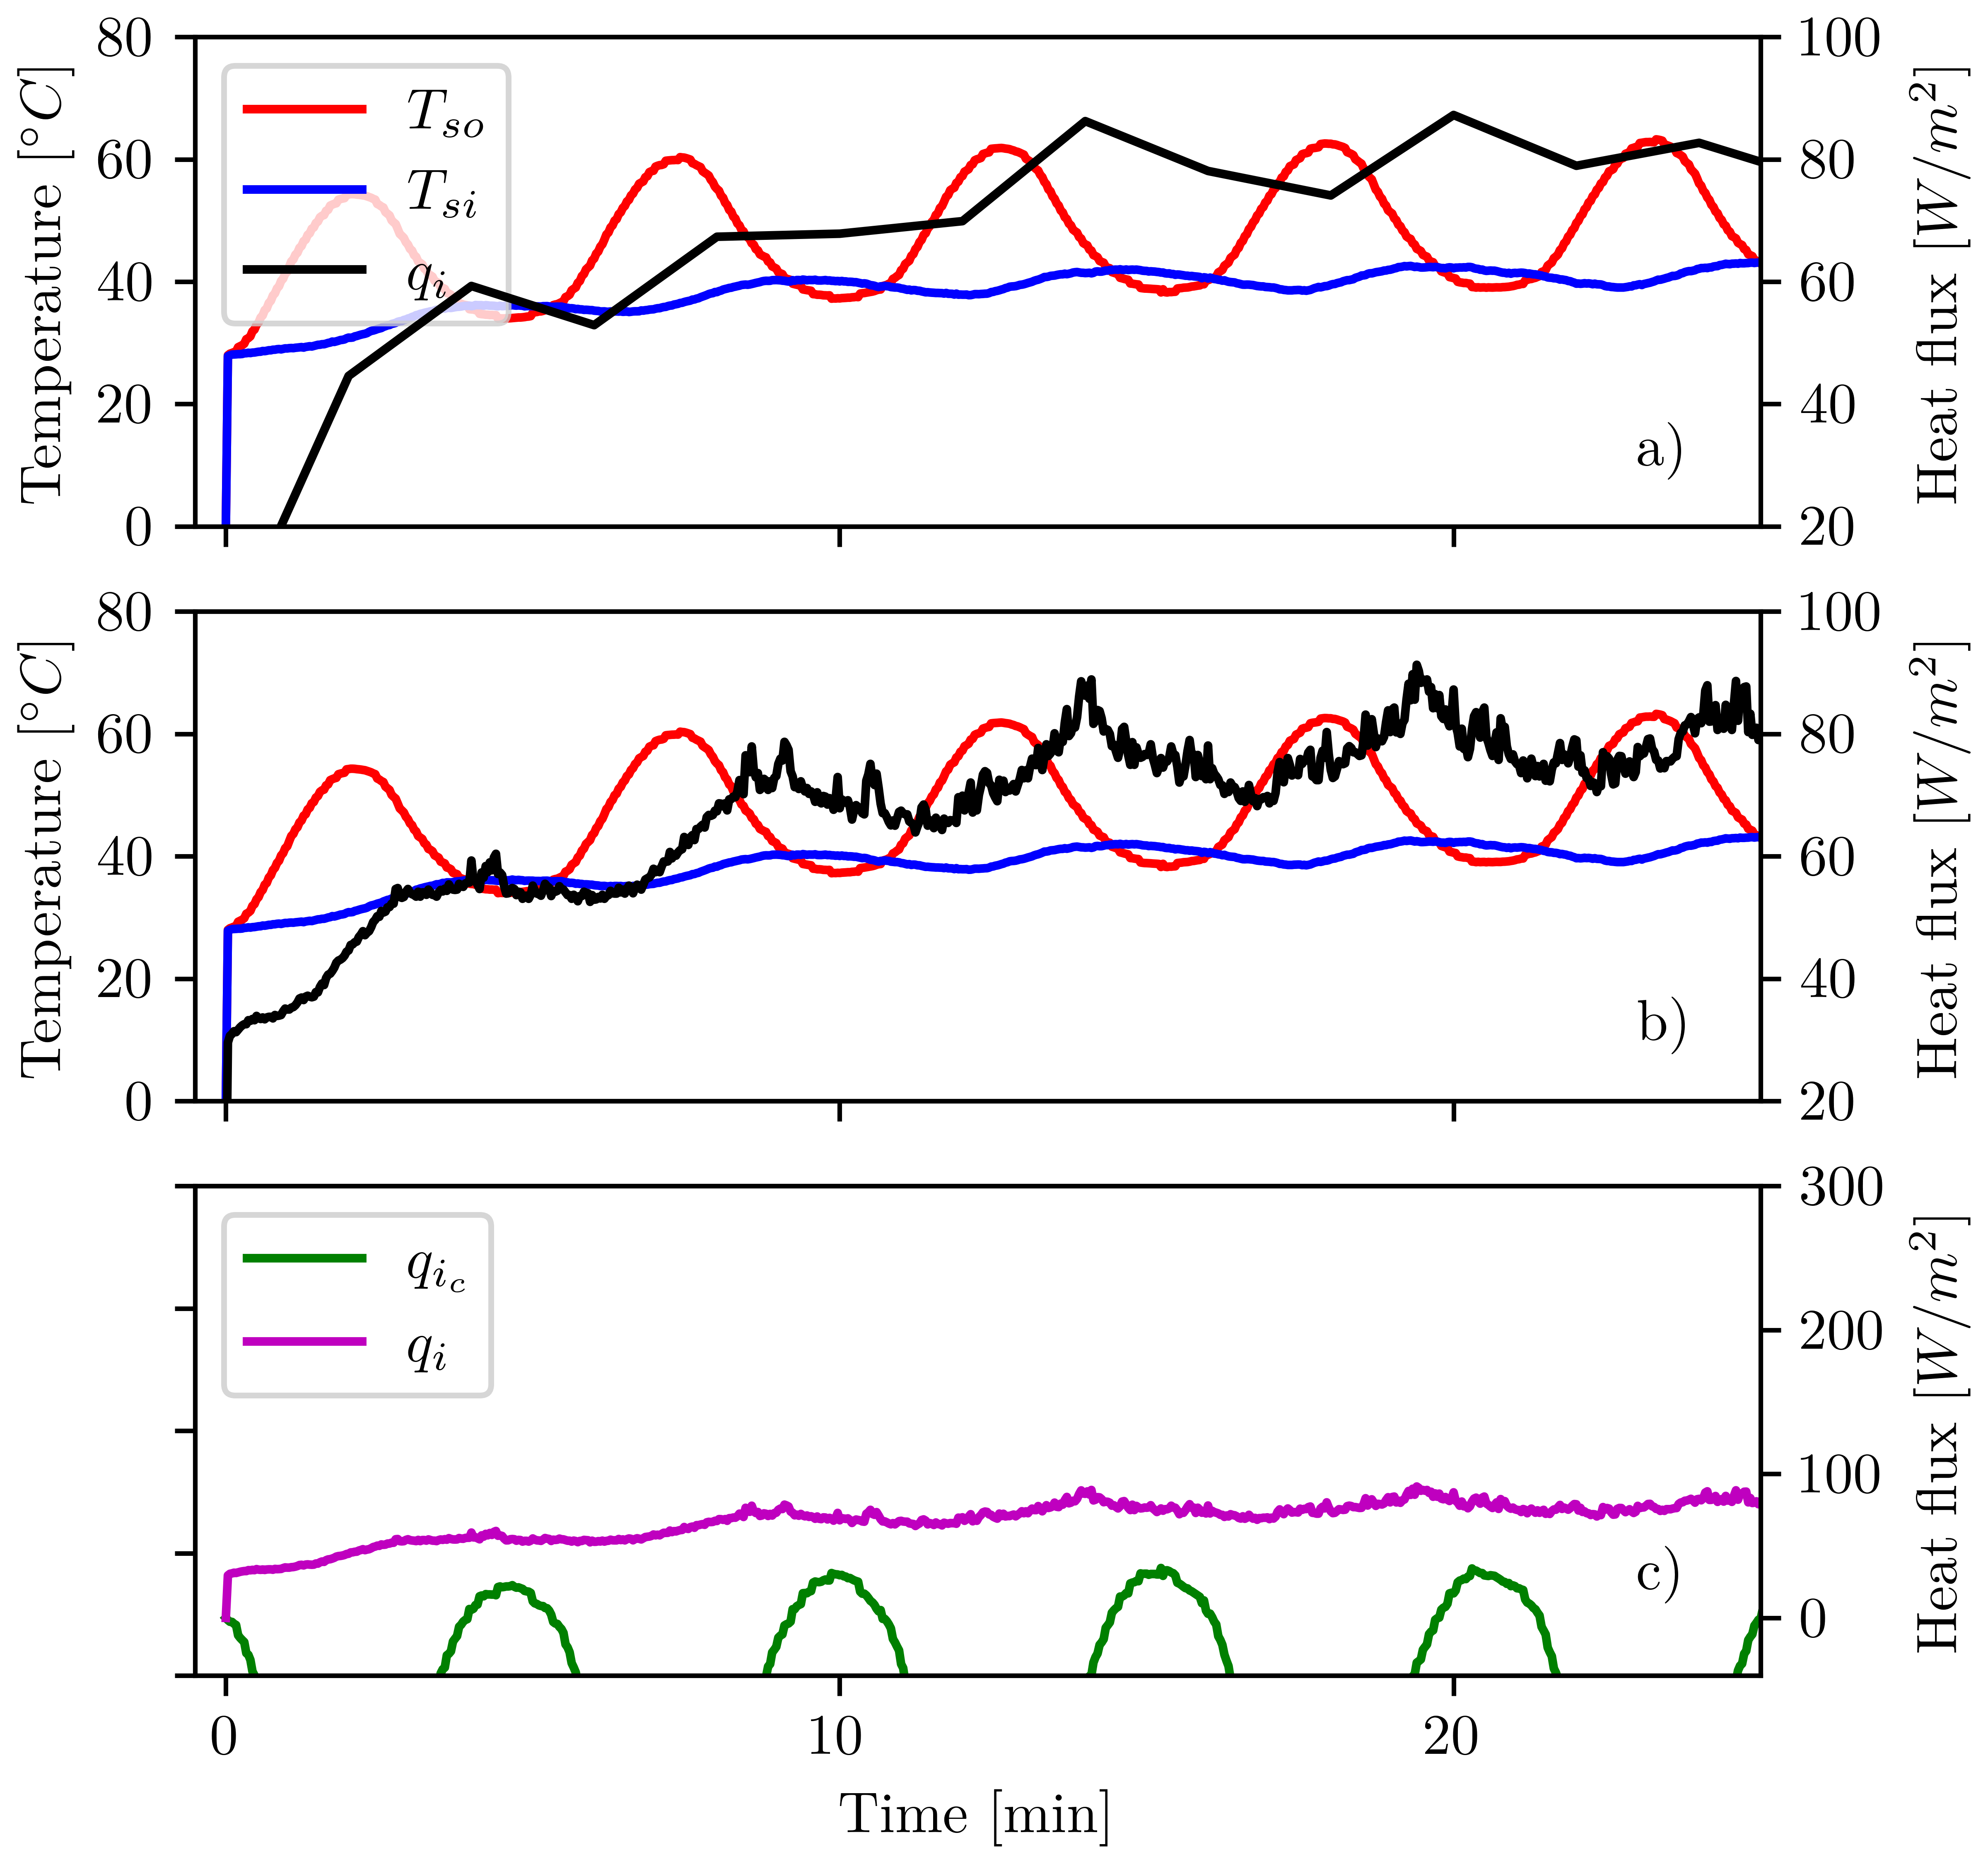 80
60
40
20
0
Temperature [°C]
T_so
T_si
q_i
a)
100
80
60
40
20
Heat flux [W/m²]
80
60
40
20
0
Temperature [°C]
b)
100
80
60
40
20
Heat flux [W/m²]
q_{i_c}
q_i
c)
300
200
100
0
Heat flux [W/m²]
0 10 20
Time [min]